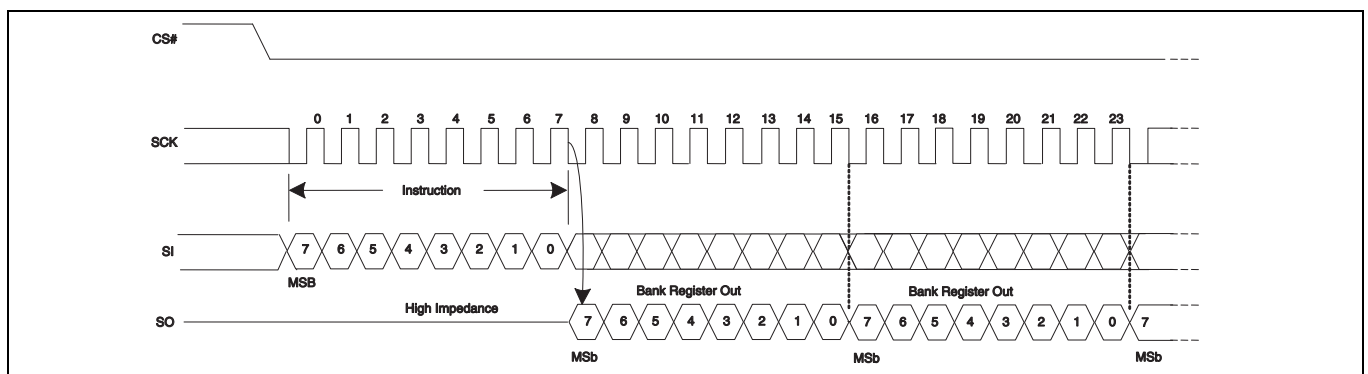 CS#
0 1 2 3 4 5 6 7 8 9 10 11 12 13 14 15 16 17 18 19 20 21 22 23
SCK
Instruction
SI 7 6 5 4 3 2 1 0
MSB
Bank Register Out Bank Register Out
High Impedance
SO 7 6 5 4 3 2 1 0 7 6 5 4 3 2 1 0 7
MSb MSb MSb